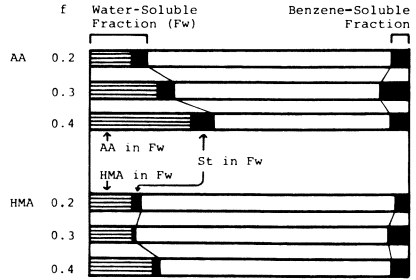 f Water-Soluble Benzene-Soluble
Fraction (Fw) Fraction
AA 0.2
0.3
0.4
AA in Fw
St in Fw
HMA in Fw
HMA 0.2
0.3
0.4